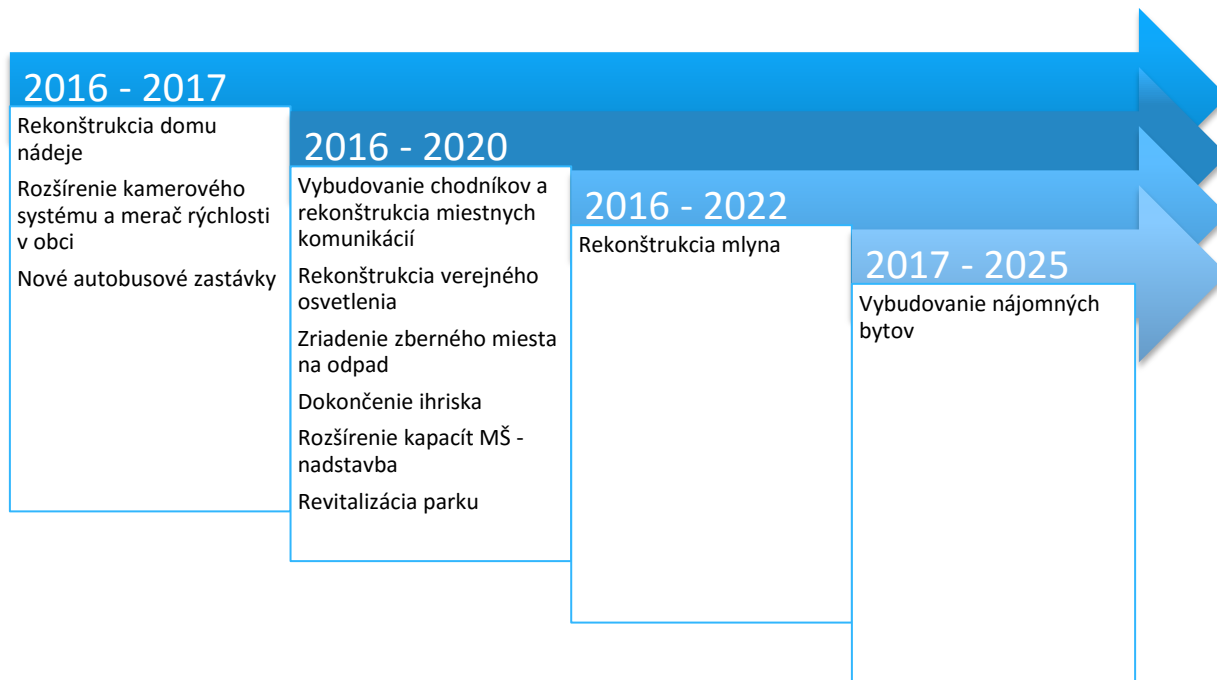 2016 - 2017
Rekonštrukcia domu
nádeje
Rozšírenie kamerového
systému a merač rýchlosti
v obci
Nové autobusové zastávky
2016 - 2020
Vybudovanie chodníkov a
rekonštrukcia miestnych
komunikácií
Rekonštrukcia verejného
osvetlenia
Zriadenie zberného miesta
na odpad
Dokončenie ihriska
Rozšírenie kapacít MŠ -
nadstavba
Revitalizácia parku
2016 - 2022
Rekonštrukcia mlyna
2017 - 2025
Vybudovanie nájomných
bytov